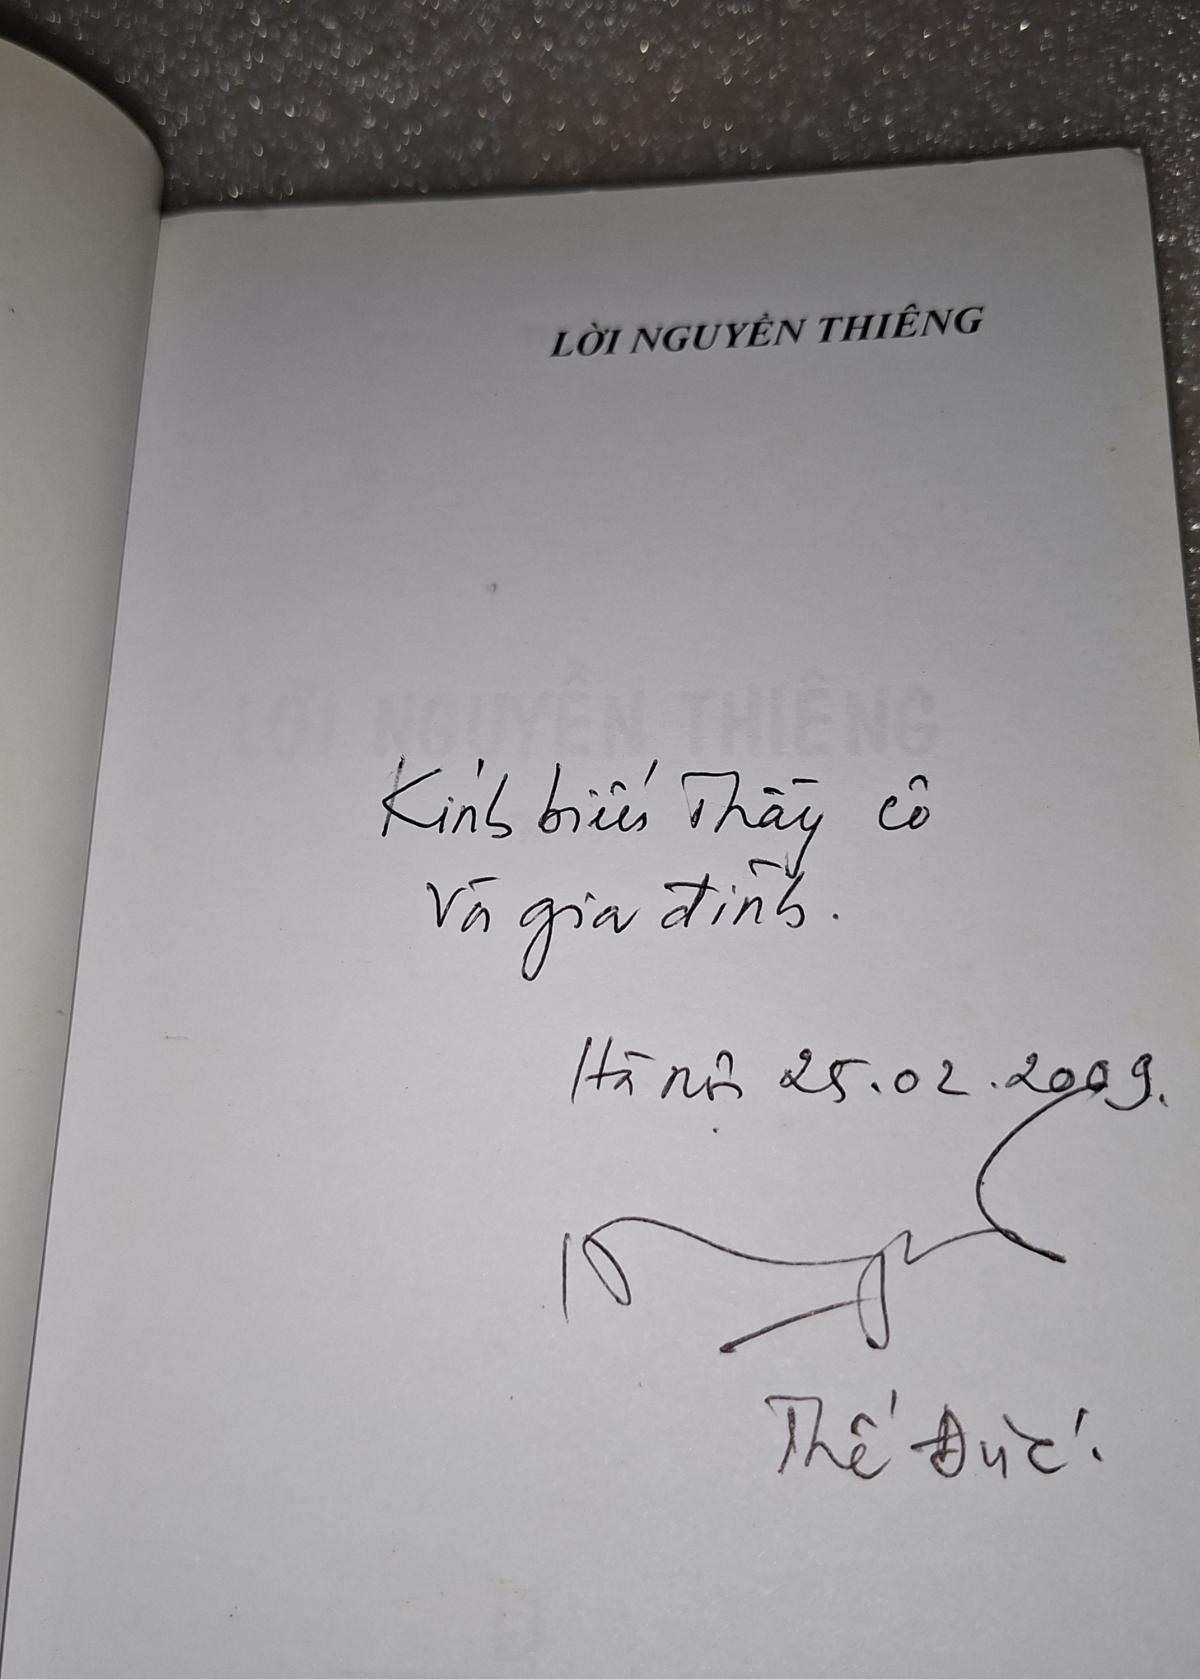 LỜI NGUYỀN THIÊNG
LỜI NGUYỀN THIÊNG
Kính biếu Thầy cô
Và gia đình.
Hà nội 25.02.2009.
Thế Đức.